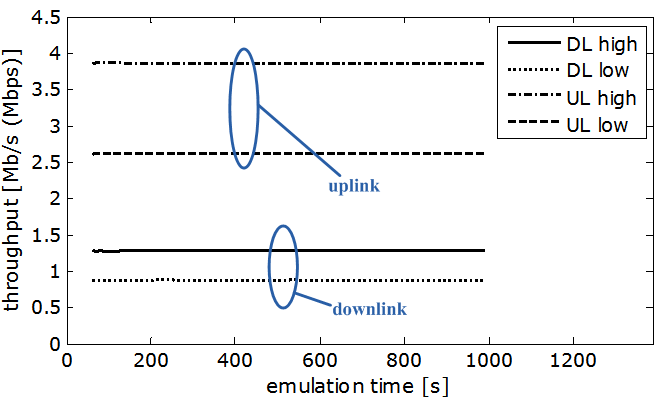 4.5
4
3.5
3
2.5
2
1.5
1
0.5
0
throughput [Mb/s (Mbps)]
DL high
DL low
UL high
UL low
uplink
downlink
0 200 400 600 800 1000 1200
emulation time [s]